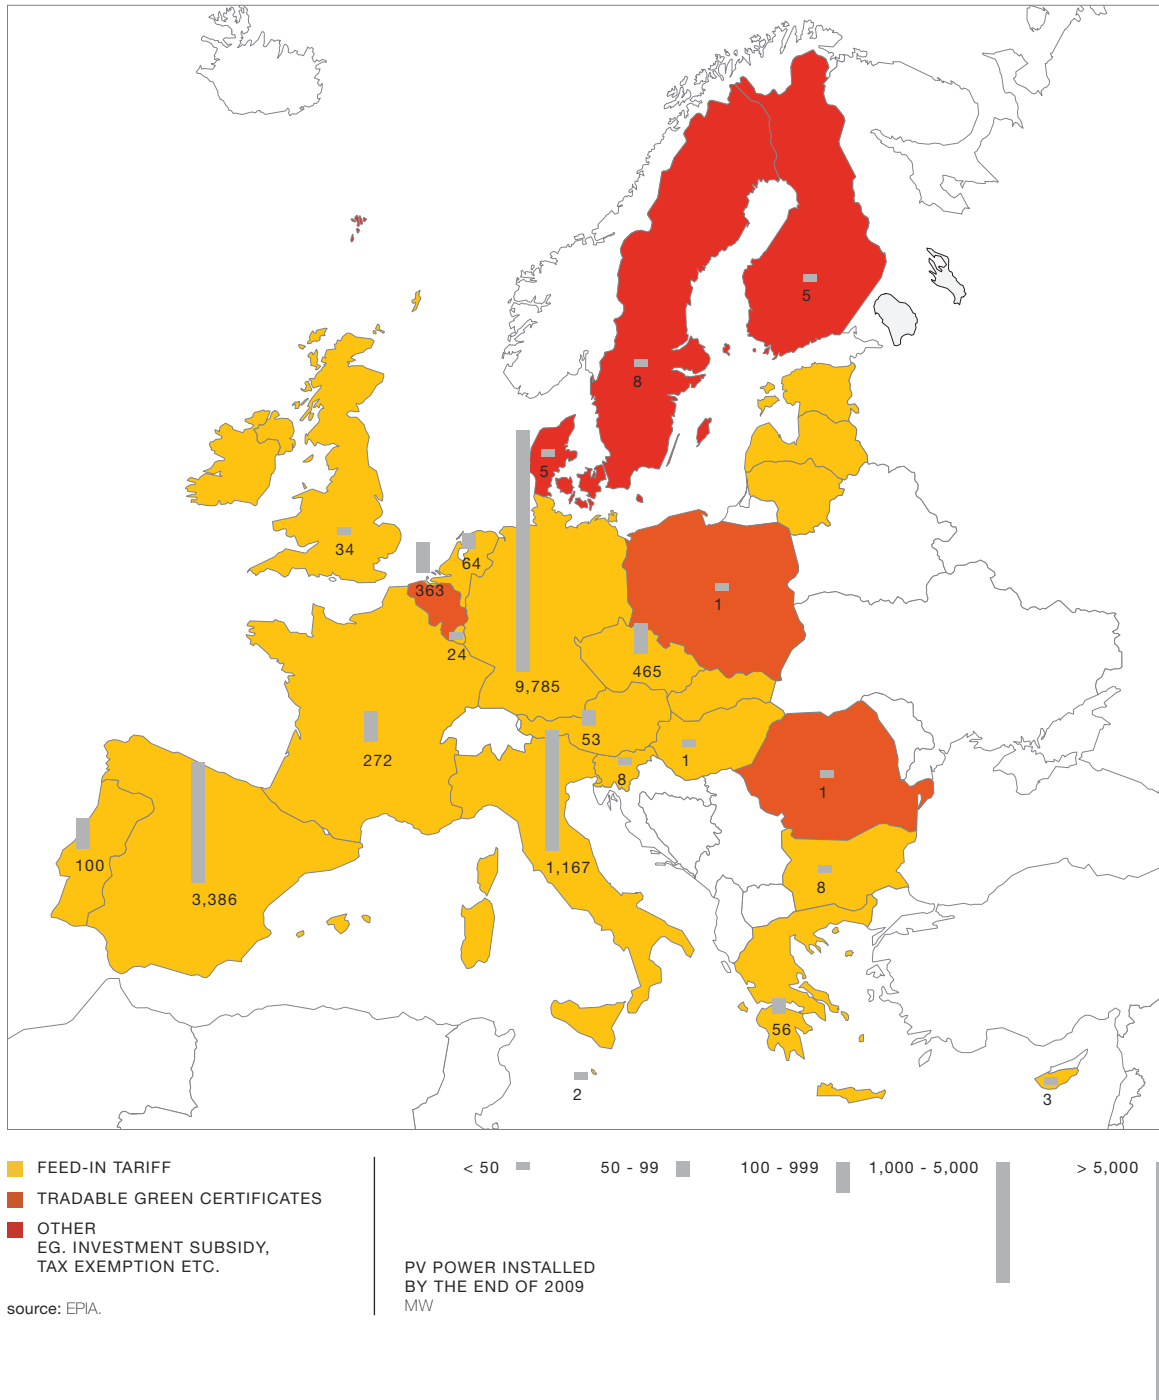 5
8
5
34
64
363
1
24
465
9,785
53
1
272
8
1
100
1,167
8
3,386
56
2
3
FEED-IN TARIFF
TRADABLE GREEN CERTIFICATES
OTHER
EG. INVESTMENT SUBSIDY,
TAX EXEMPTION ETC.
source: EPIA.
< 50
50 - 99
100 - 999
1,000 - 5,000
> 5,000
PV POWER INSTALLED
BY THE END OF 2009
MW